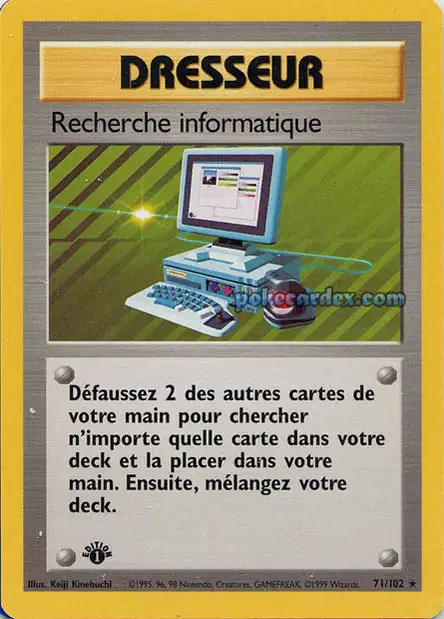 DRESSEUR
Recherche informatique
pokecardex.com
Défaussez 2 des autres cartes de
votre main pour chercher
n'importe quelle carte dans votre
deck et la placer dans votre
main. Ensuite, mélangez votre
deck.
EDITION
1
Illus. Keiji Kinebuchi ©1995, 96, 98 Nintendo, Creatures, GAMEFREAK. ©1999 Wizards. 71/102 ★